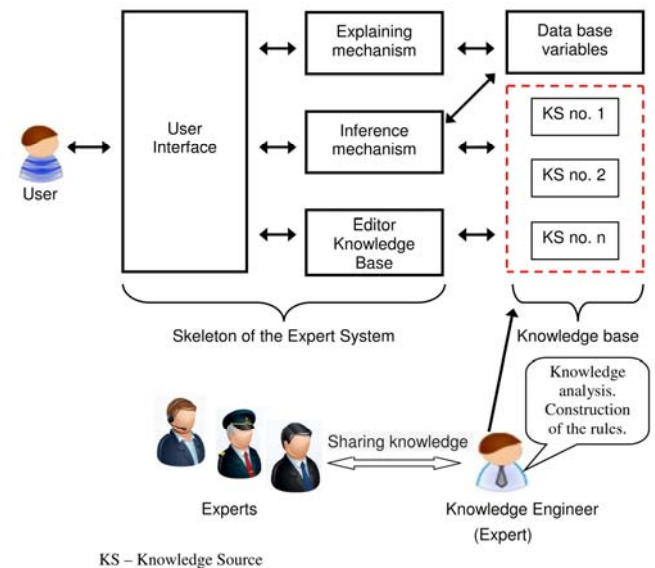 Explaining
mechanism
Data base
variables
User
Interface
Inference
mechanism
KS no. 1
KS no. 2
User
Editor
Knowledge
Base
KS no. n
Skeleton of the Expert System
Knowledge base
Knowledge
analysis.
Construction
of the rules.
Sharing knowledge
Experts
Knowledge Engineer
(Expert)
KS – Knowledge Source